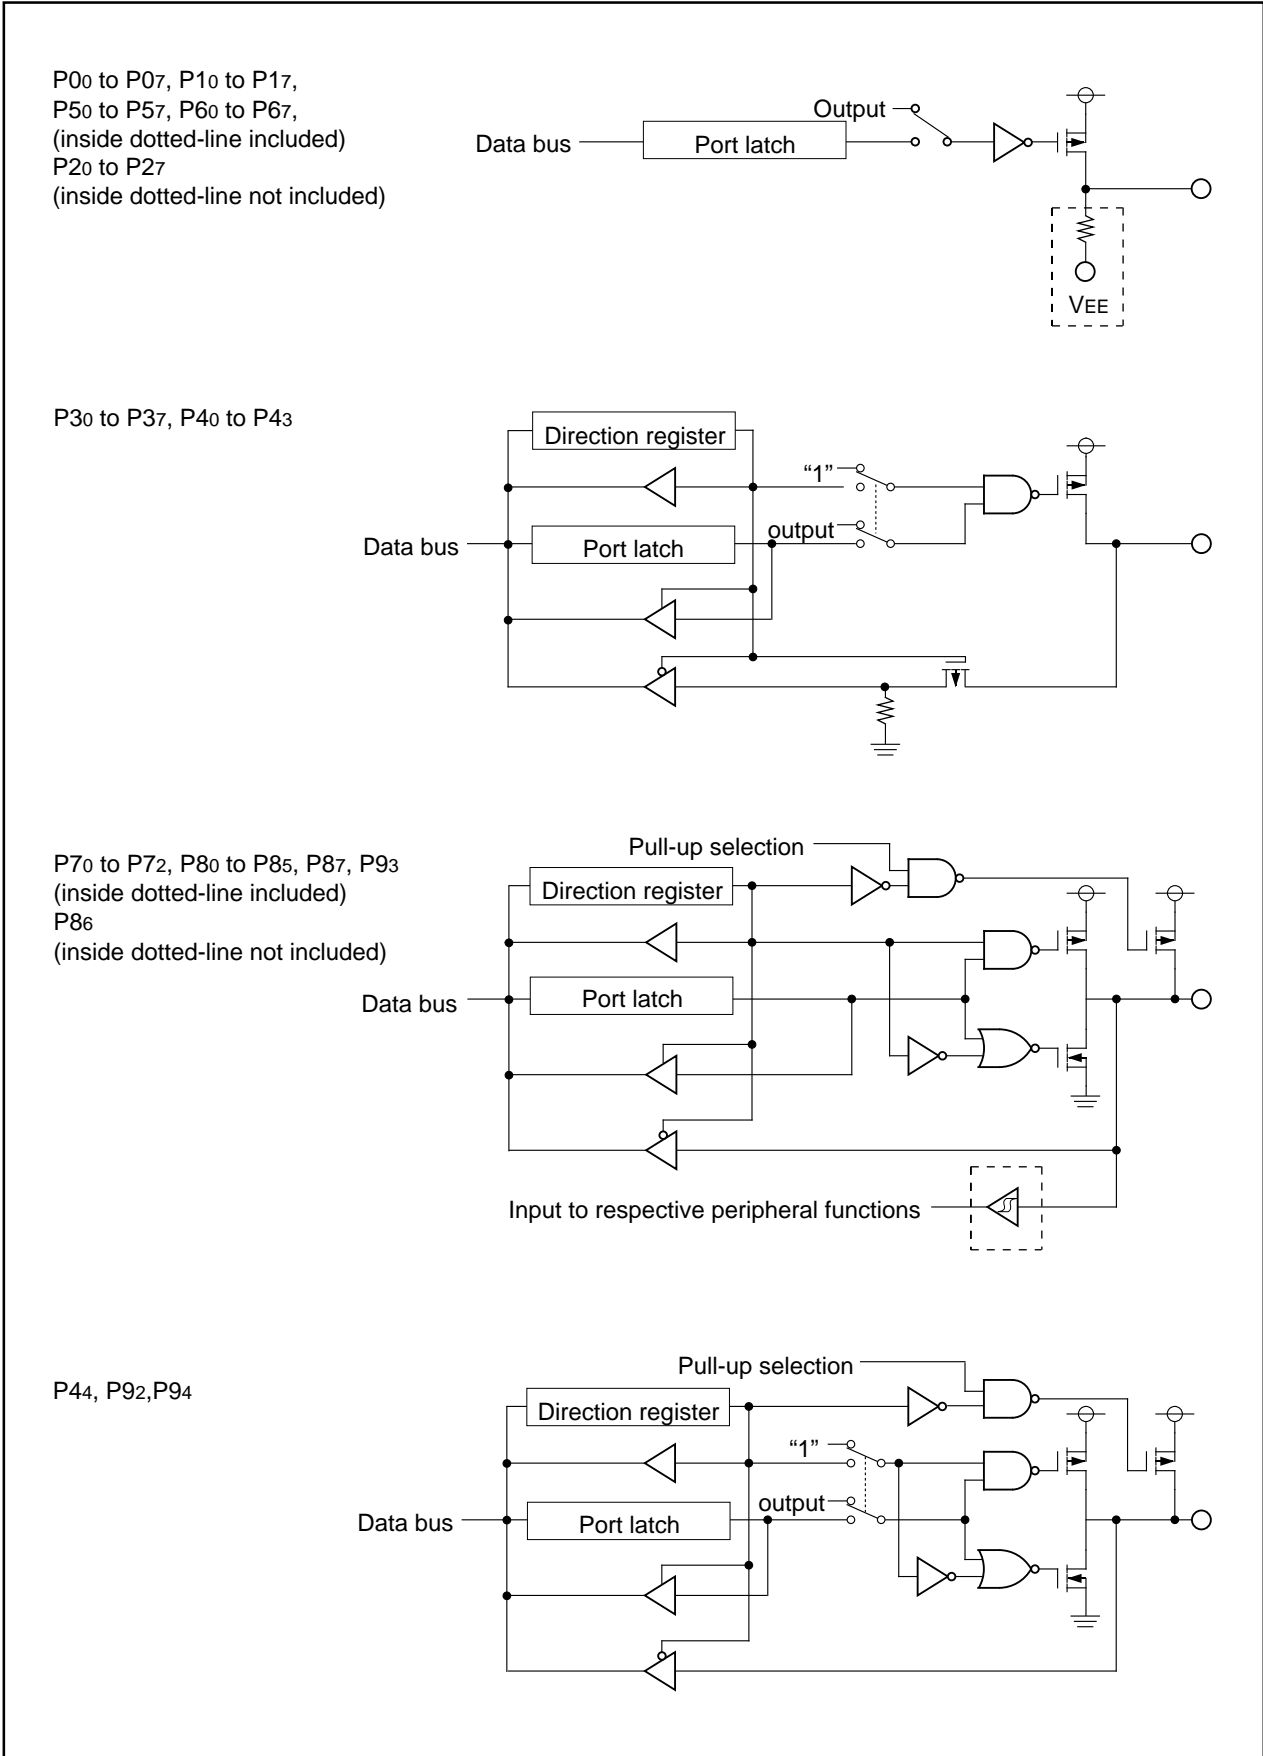 P00 to P07, P10 to P17,
P50 to P57, P60 to P67,
(inside dotted-line included)
P20 to P27
(inside dotted-line not included)
Output
Data bus
Port latch
VEE
P30 to P37, P40 to P43
Direction register
“1”
output
Data bus
Port latch
P70 to P72, P80 to P85, P87, P93
(inside dotted-line included)
P86
(inside dotted-line not included)
Pull-up selection
Direction register
Data bus
Port latch
Input to respective peripheral functions
P44, P92,P94
Pull-up selection
Direction register
“1”
output
Data bus
Port latch